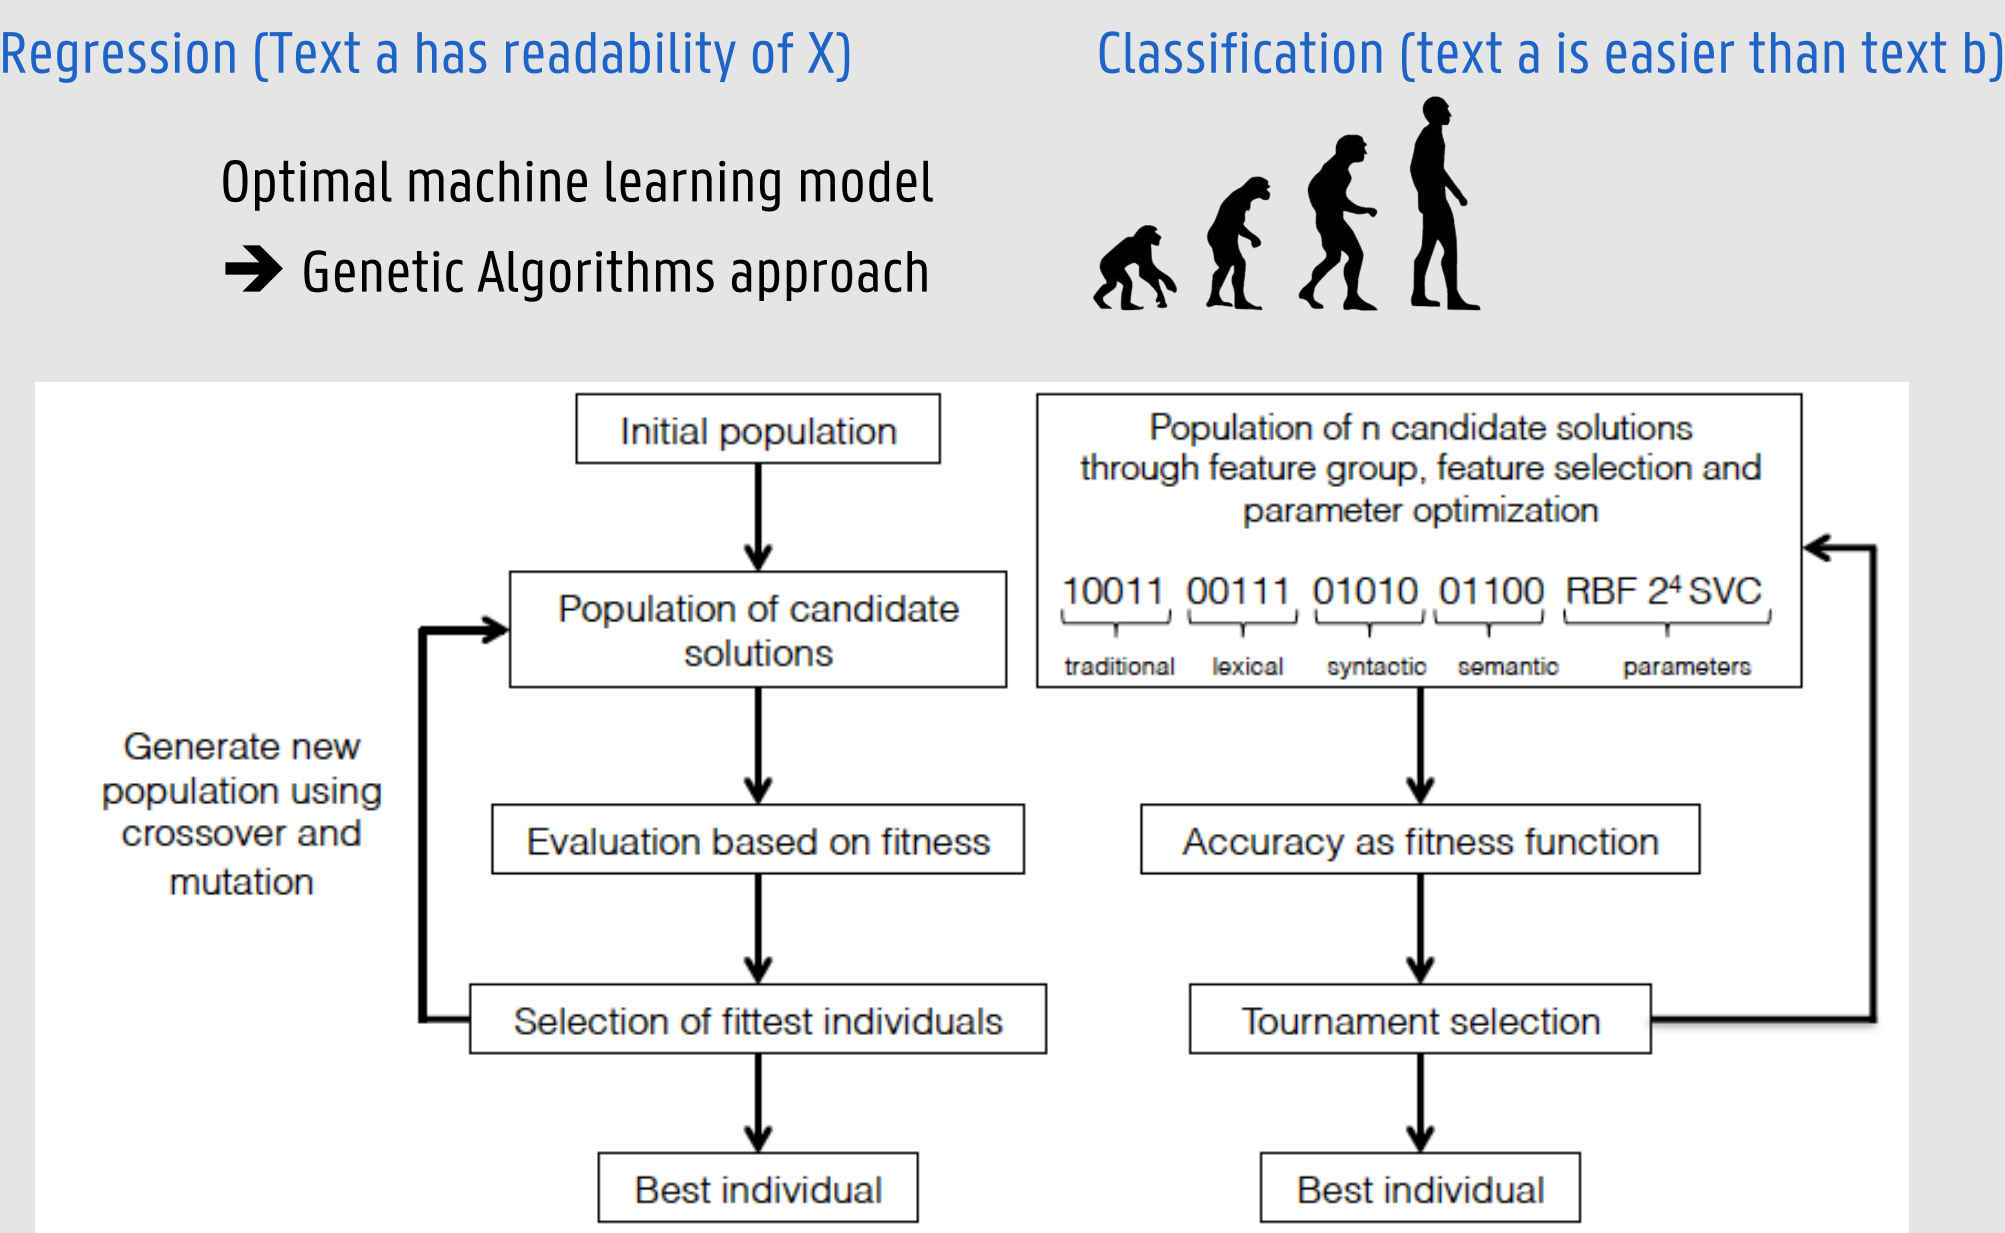 Regression (Text a has readability of X)
Classification (text a is easier than text b)
Optimal machine learning model
➔ Genetic Algorithms approach
Initial population
Population of candidate
solutions
Generate new
population using
crossover and
mutation
Evaluation based on fitness
Selection of fittest individuals
Best individual
Population of n candidate solutions
through feature group, feature selection and
parameter optimization
10011 00111 01010 01100 RBF 2⁴ SVC
traditional lexical syntactic semantic parameters
Accuracy as fitness function
Tournament selection
Best individual